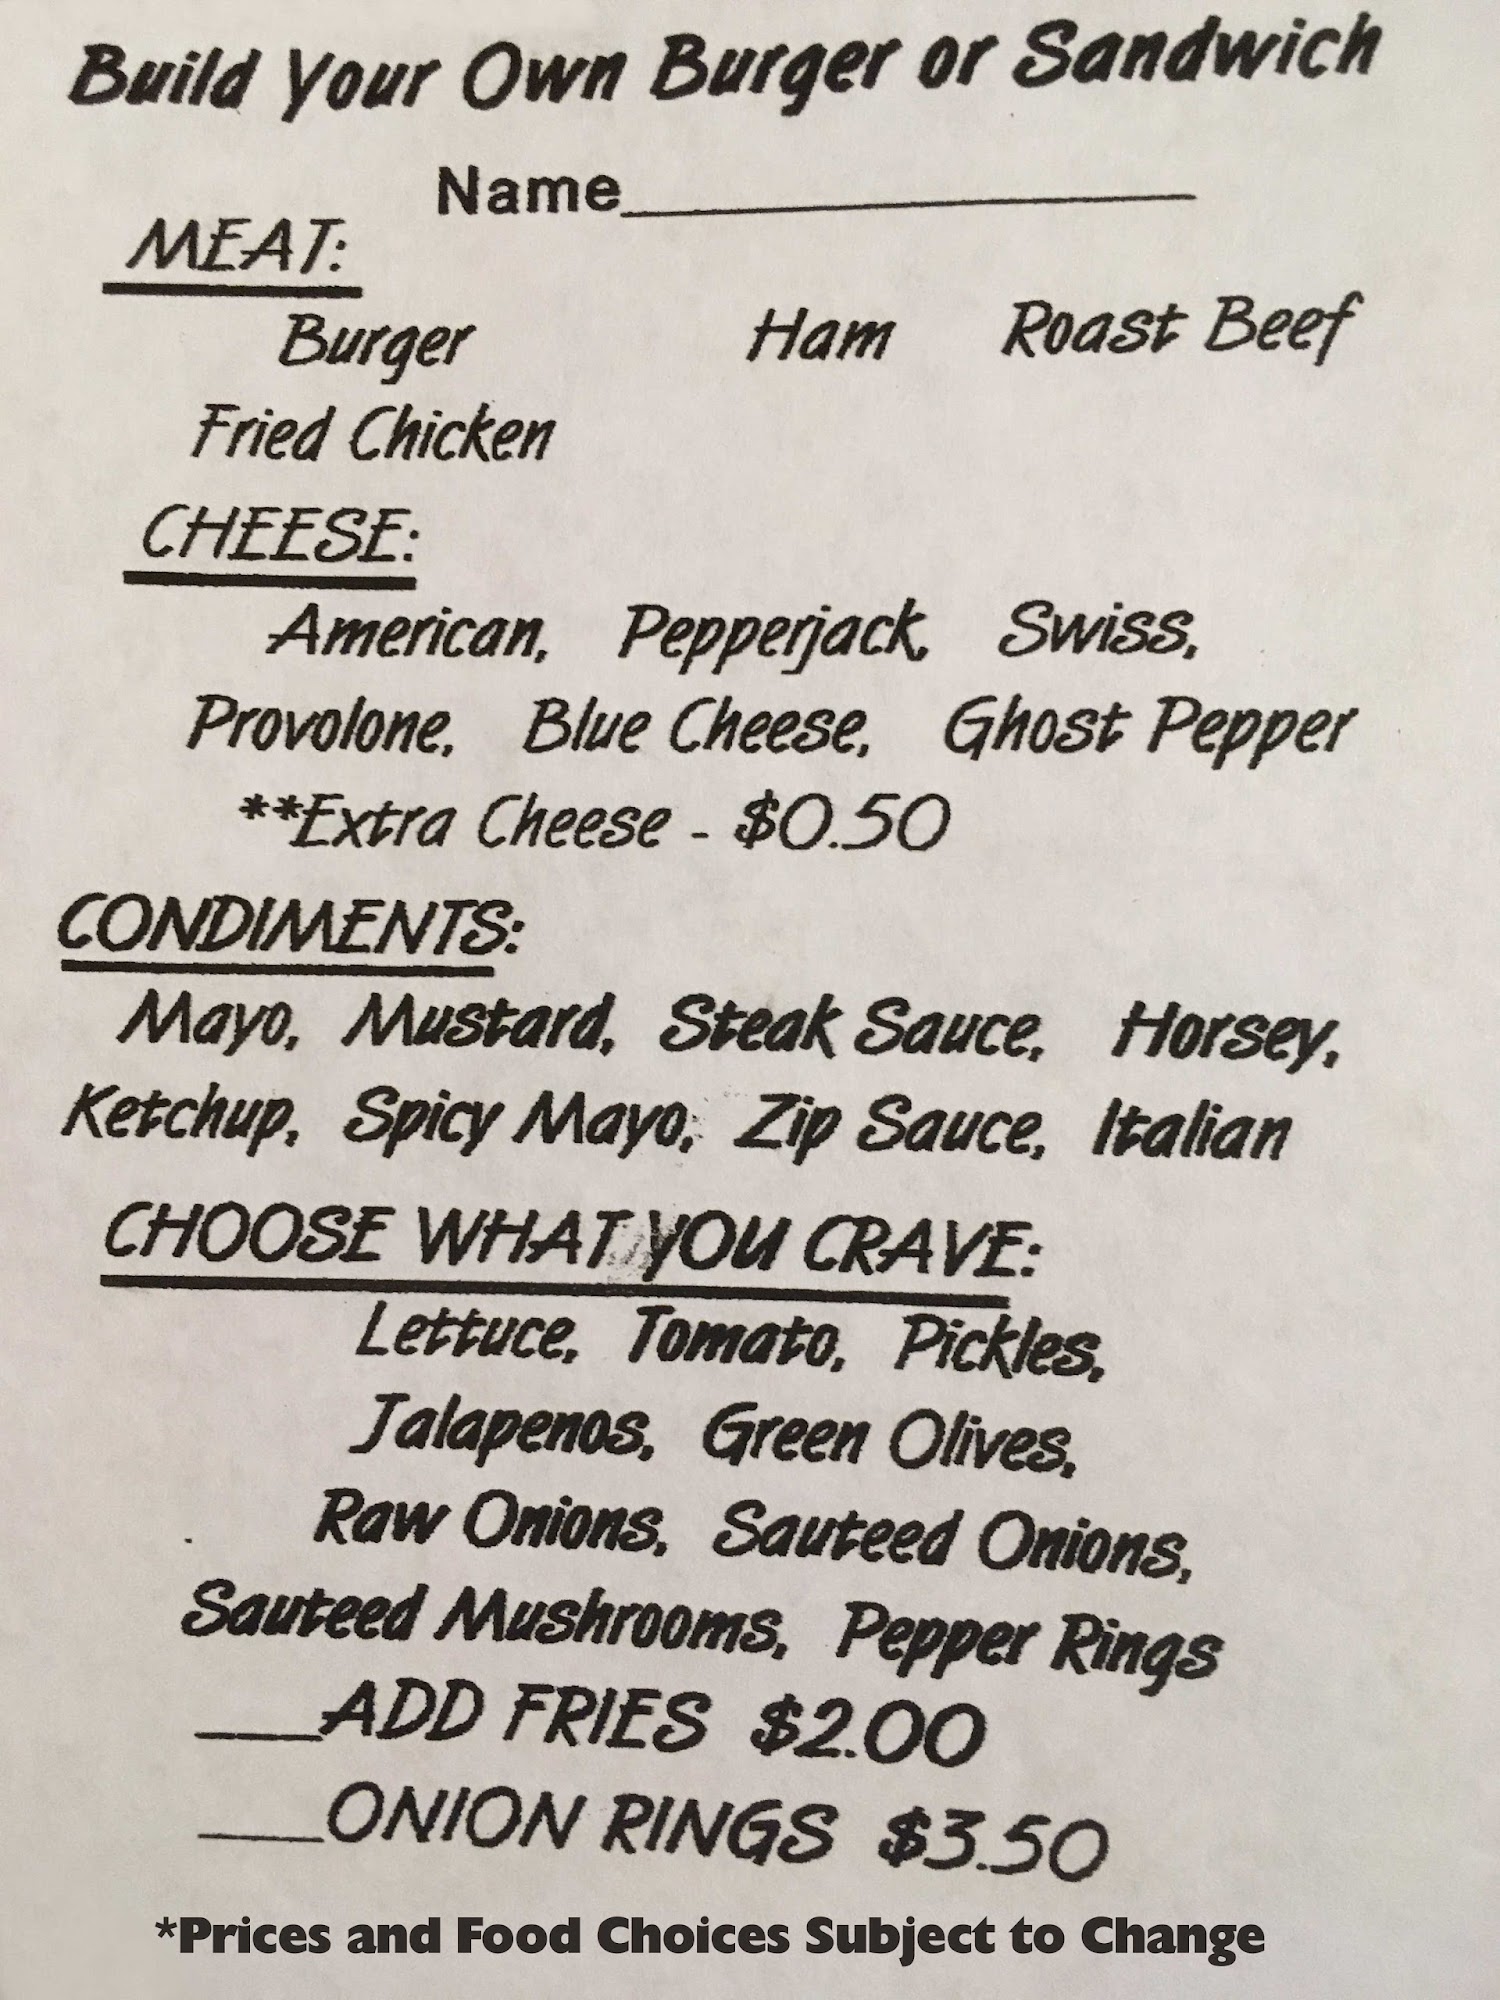 Build Your Own Burger or Sandwich
Name
MEAT:
Burger Ham Roast Beef
Fried Chicken
CHEESE:
American, Pepperjack, Swiss,
Provolone, Blue Cheese, Ghost Pepper
**Extra Cheese - $0.50
CONDIMENTS:
Mayo, Mustard, Steak Sauce, Horsey,
Ketchup, Spicy Mayo, Zip Sauce, Italian
CHOOSE WHAT YOU CRAVE:
Lettuce, Tomato, Pickles,
Jalapenos, Green Olives,
Raw Onions, Sauteed Onions,
Sauteed Mushrooms, Pepper Rings
___ADD FRIES $2.00
___ONION RINGS $3.50
*Prices and Food Choices Subject to Change